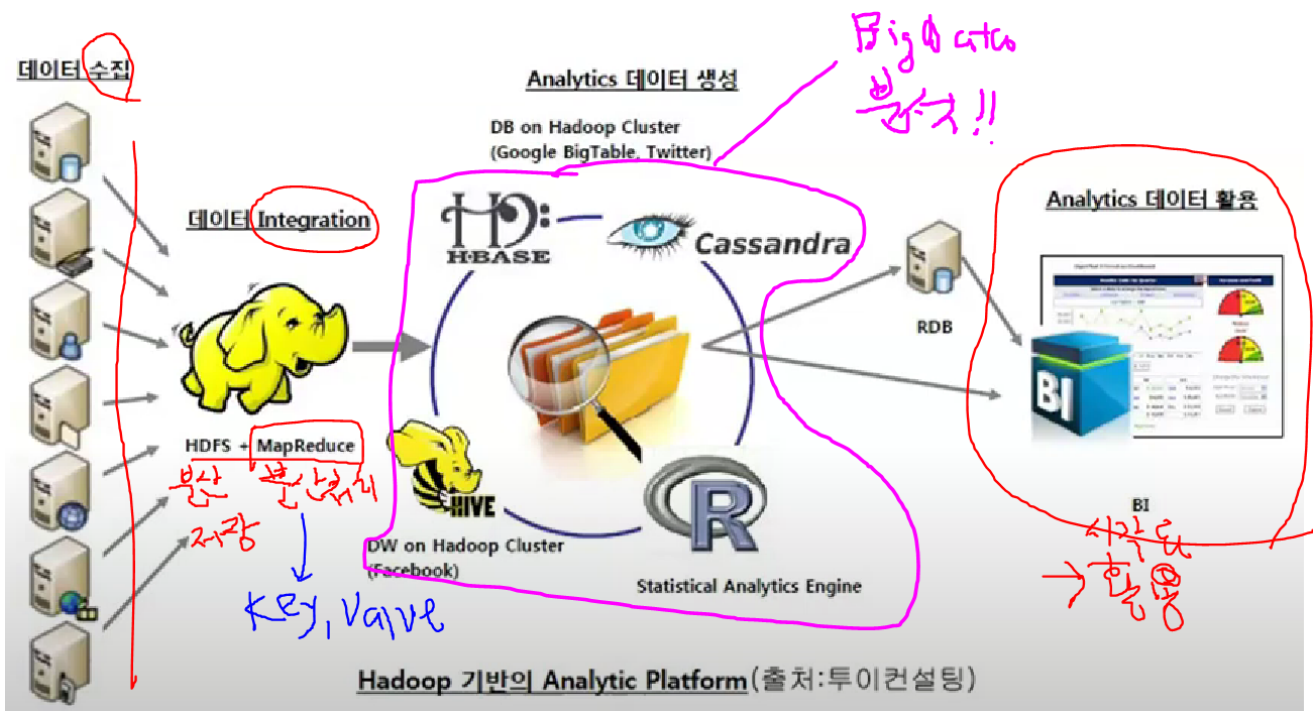 데이터 수집
Analytics 데이터 생성
BigData
분석!!
DB on Hadoop Cluster
(Google BigTable, Twitter)
데이터 Integration
Analytics 데이터 활용
H·BASE
Cassandra
RDB
BI
HDFS + MapReduce
분산 분산처리
저장
HIVE
R
BI
시각화
→ 활용
DW on Hadoop Cluster
(Facebook)
Statistical Analytics Engine
Key, Value
Hadoop 기반의 Analytic Platform(출처:투이컨설팅)